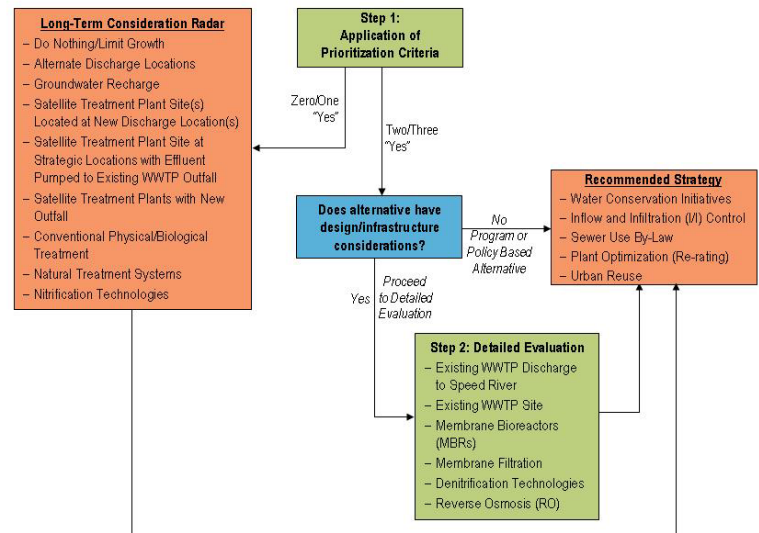 Long-Term Consideration Radar
– Do Nothing/Limit Growth
– Alternate Discharge Locations
– Groundwater Recharge
– Satellite Treatment Plant Site(s)
Located at New Discharge Location(s)
– Satellite Treatment Plant Site at
Strategic Locations with Effluent
Pumped to Existing WWTP Outfall
– Satellite Treatment Plants with New
Outfall
– Conventional Physical/Biological
Treatment
– Natural Treatment Systems
– Nitrification Technologies
Step 1:
Application of
Prioritization Criteria
Zero/One
"Yes"
Two/Three
"Yes"
Does alternative have
design/infrastructure
considerations?
No
Program or
Policy Based
Alternative
Recommended Strategy
– Water Conservation Initiatives
– Inflow and Infiltration (I/I) Control
– Sewer Use By-Law
– Plant Optimization (Re-rating)
– Urban Reuse
Yes
Proceed
to Detailed
Evaluation
Step 2: Detailed Evaluation
– Existing WWTP Discharge
to Speed River
– Existing WWTP Site
– Membrane Bioreactors
(MBRs)
– Membrane Filtration
– Denitrification Technologies
– Reverse Osmosis (RO)